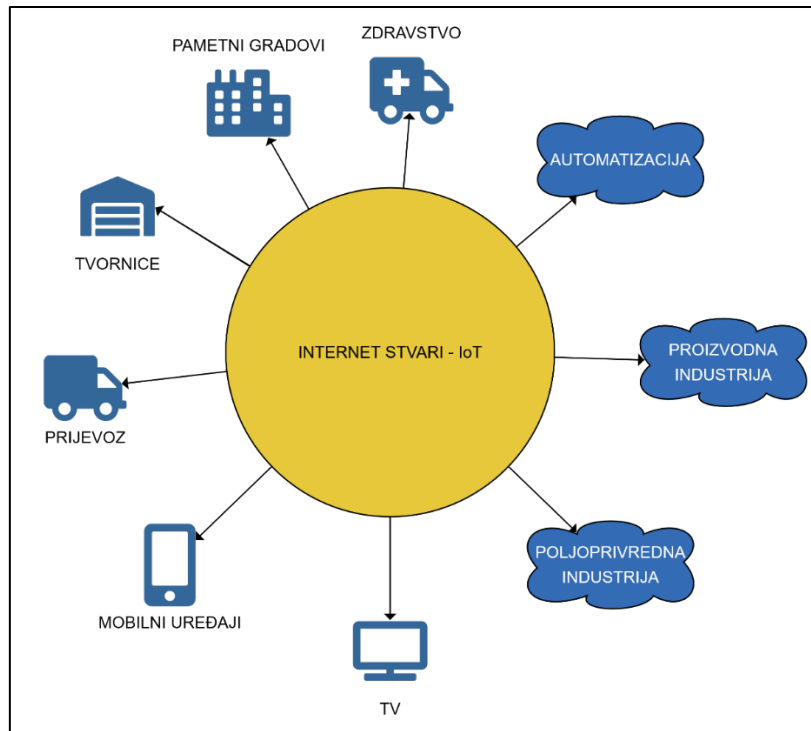 ZDRAVSTVO
PAMETNI GRADOVI
AUTOMATIZACIJA
TVORNICE
INTERNET STVARI - IoT
PROIZVODNA
INDUSTRIJA
PRIJEVOZ
POLJOPRIVREDNA
INDUSTRIJA
MOBILNI UREĐAJI
TV